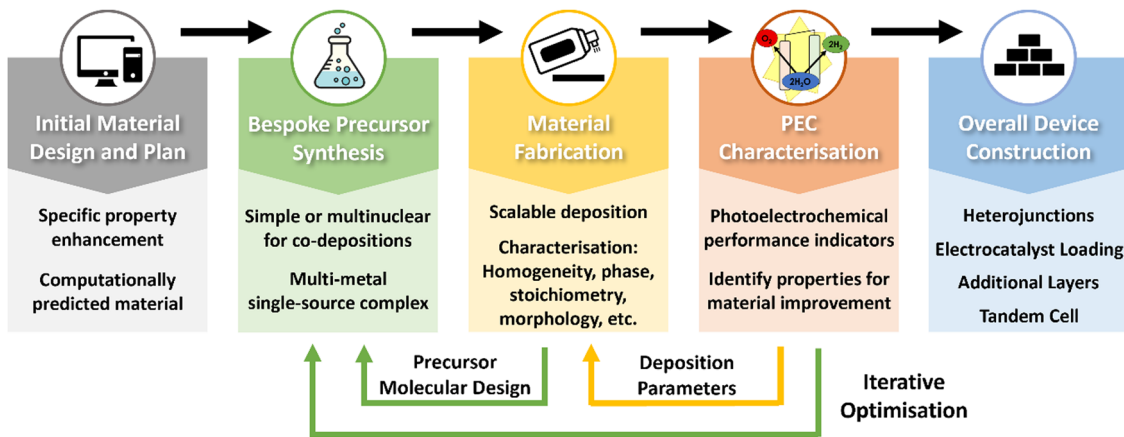 O₂
2H₂
2H₂O
Initial Material
Design and Plan
Specific property
enhancement
Computationally
predicted material
Bespoke Precursor
Synthesis
Simple or multinuclear
for co-depositions
Multi-metal
single-source complex
Material
Fabrication
Scalable deposition
Characterisation:
Homogeneity, phase,
stoichiometry,
morphology, etc.
PEC
Characterisation
Photoelectrochemical
performance indicators
Identify properties for
material improvement
Overall Device
Construction
Heterojunctions
Electrocatalyst Loading
Additional Layers
Tandem Cell
Precursor
Molecular Design
Deposition
Parameters
Iterative
Optimisation